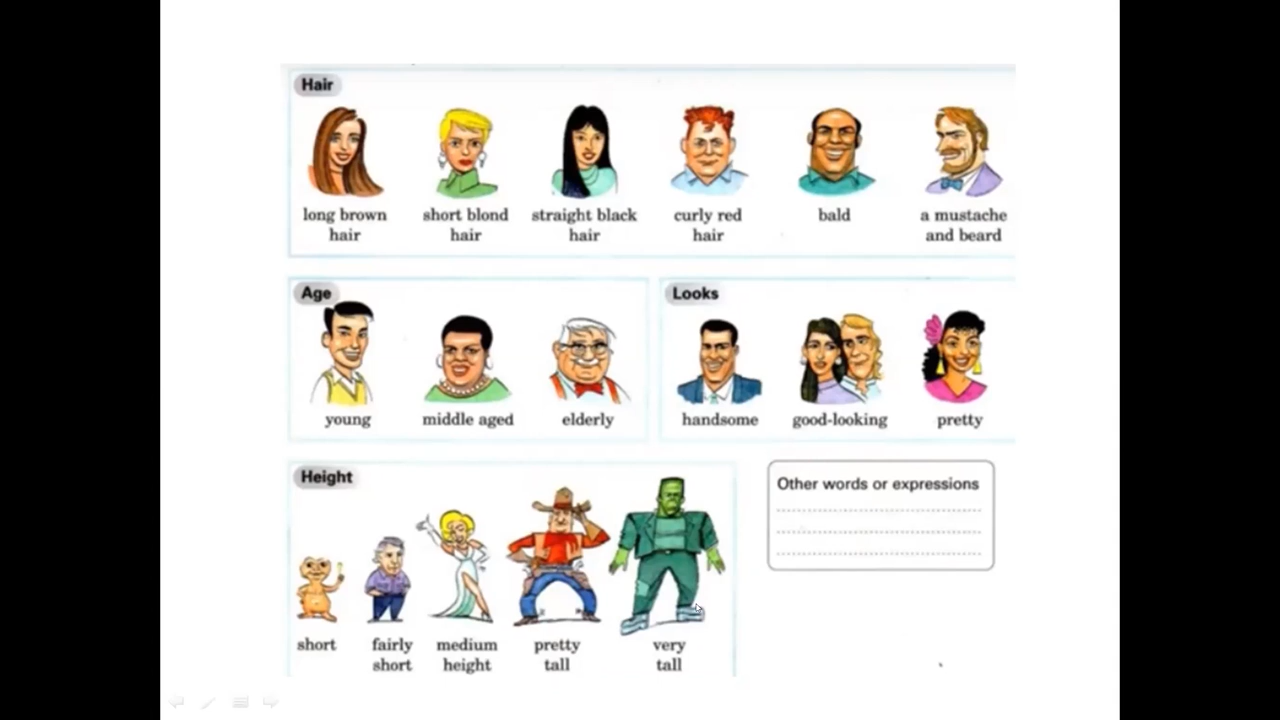 Hair
long brown hair
short blond hair
straight black hair
curly red hair
bald
a mustache and beard
Age
young
middle aged
elderly
Looks
handsome
good-looking
pretty
Height
short
fairly short
medium height
pretty tall
very tall
Other words or expressions